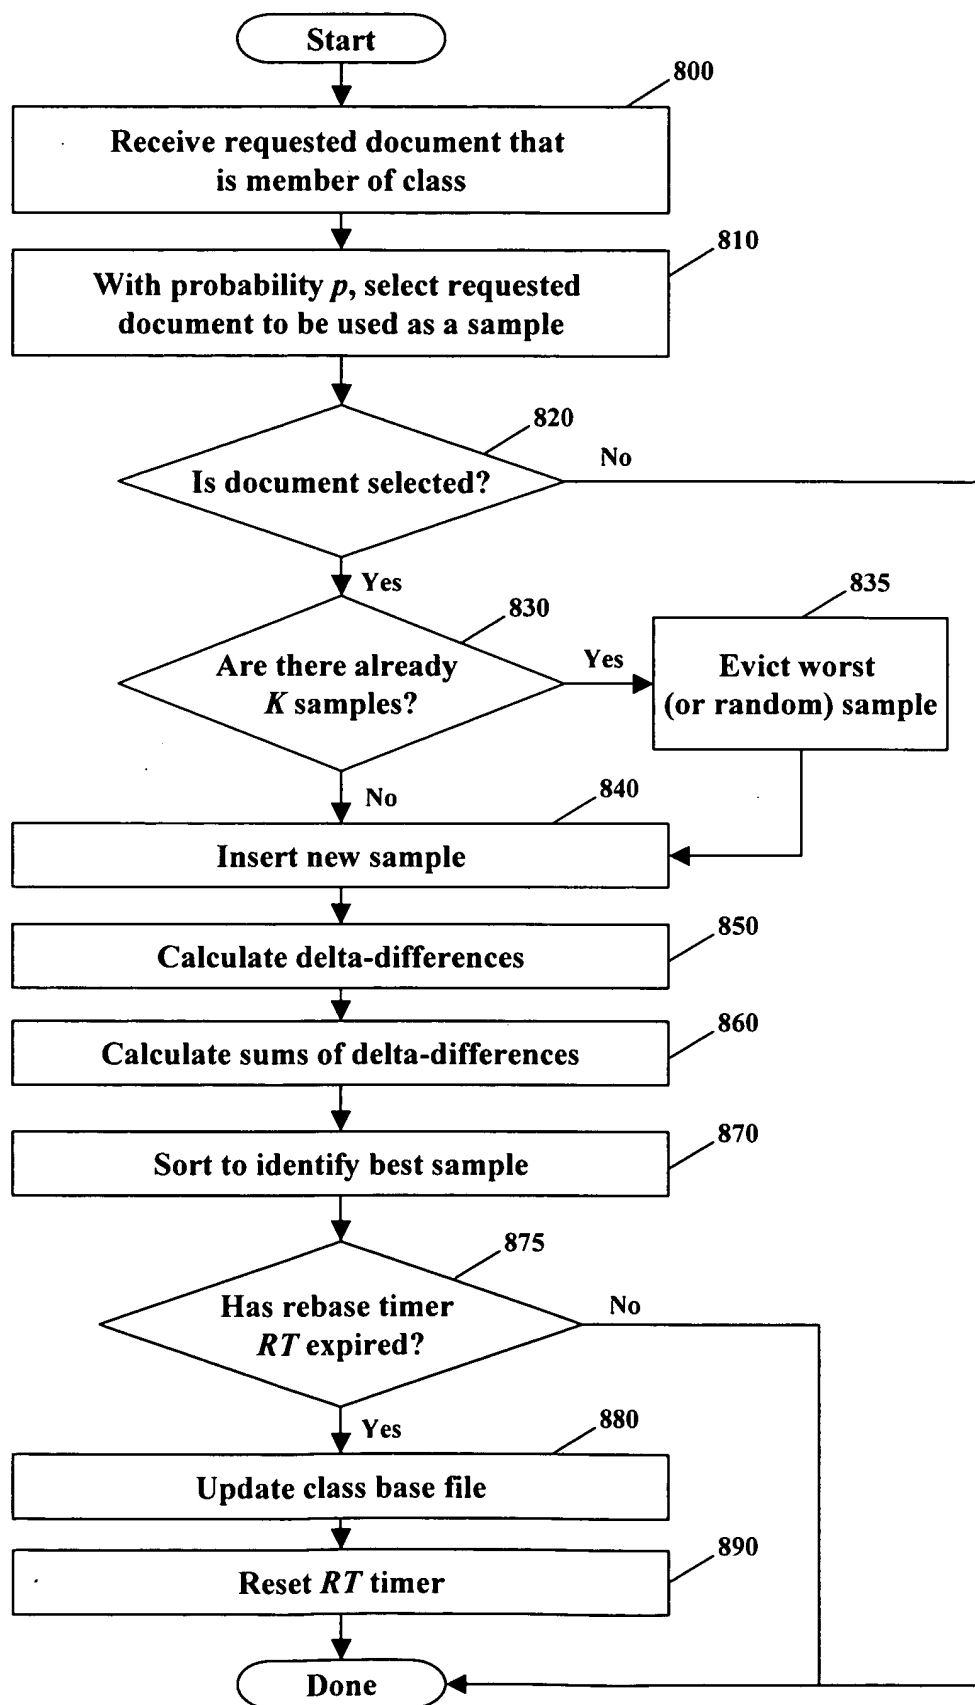 Start
800
Receive requested document that
is member of class
810
With probability p, select requested
document to be used as a sample
820
Is document selected?
No
Yes
830
835
Are there already
K samples?
Yes
Evict worst
(or random) sample
No
840
Insert new sample
850
Calculate delta-differences
860
Calculate sums of delta-differences
870
Sort to identify best sample
875
Has rebase timer
RT expired?
No
Yes
880
Update class base file
890
Reset RT timer
Done